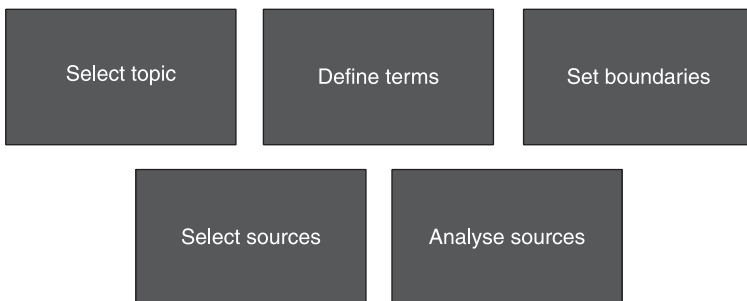 Select topic
Define terms
Set boundaries
Select sources
Analyse sources